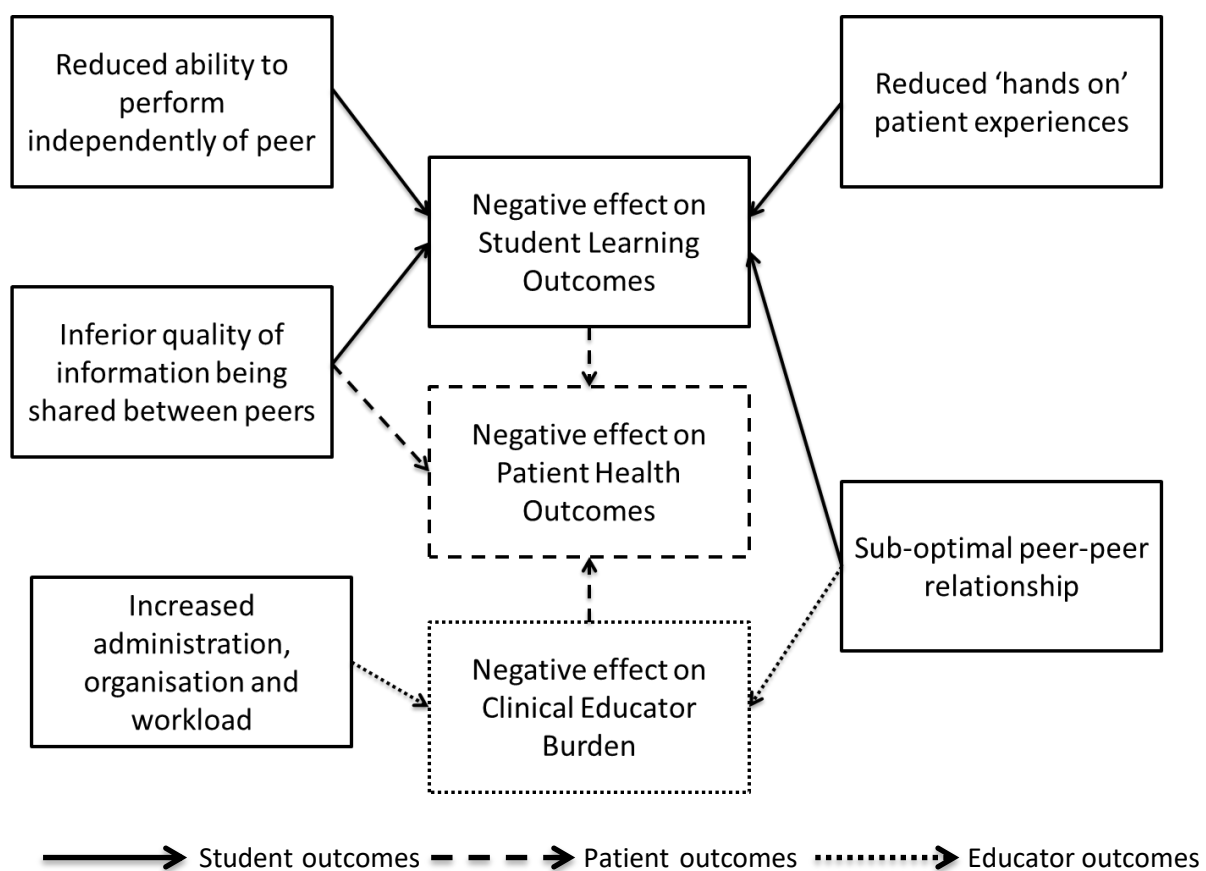 Reduced ability to
perform
independently of peer
Reduced ‘hands on’
patient experiences
Negative effect on
Student Learning
Outcomes
Inferior quality of
information being
shared between peers
Negative effect on
Patient Health
Outcomes
Sub-optimal peer-peer
relationship
Increased
administration,
organisation and
workload
Negative effect on
Clinical Educator
Burden
Student outcomes
Patient outcomes
Educator outcomes